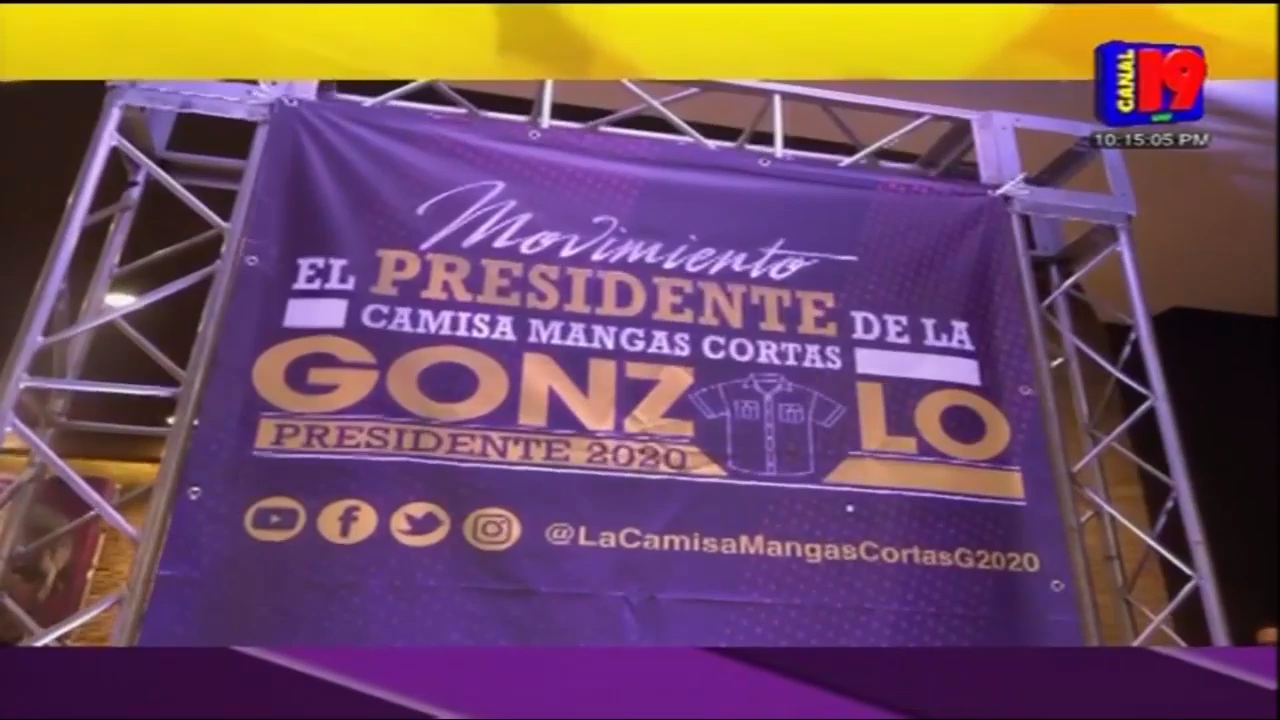 CANAL 19
10:15:05 PM
Movimiento
EL PRESIDENTE DE LA
CAMISA MANGAS CORTAS
GONZ LO
PRESIDENTE 2020
@LaCamisaMangasCortasG2020